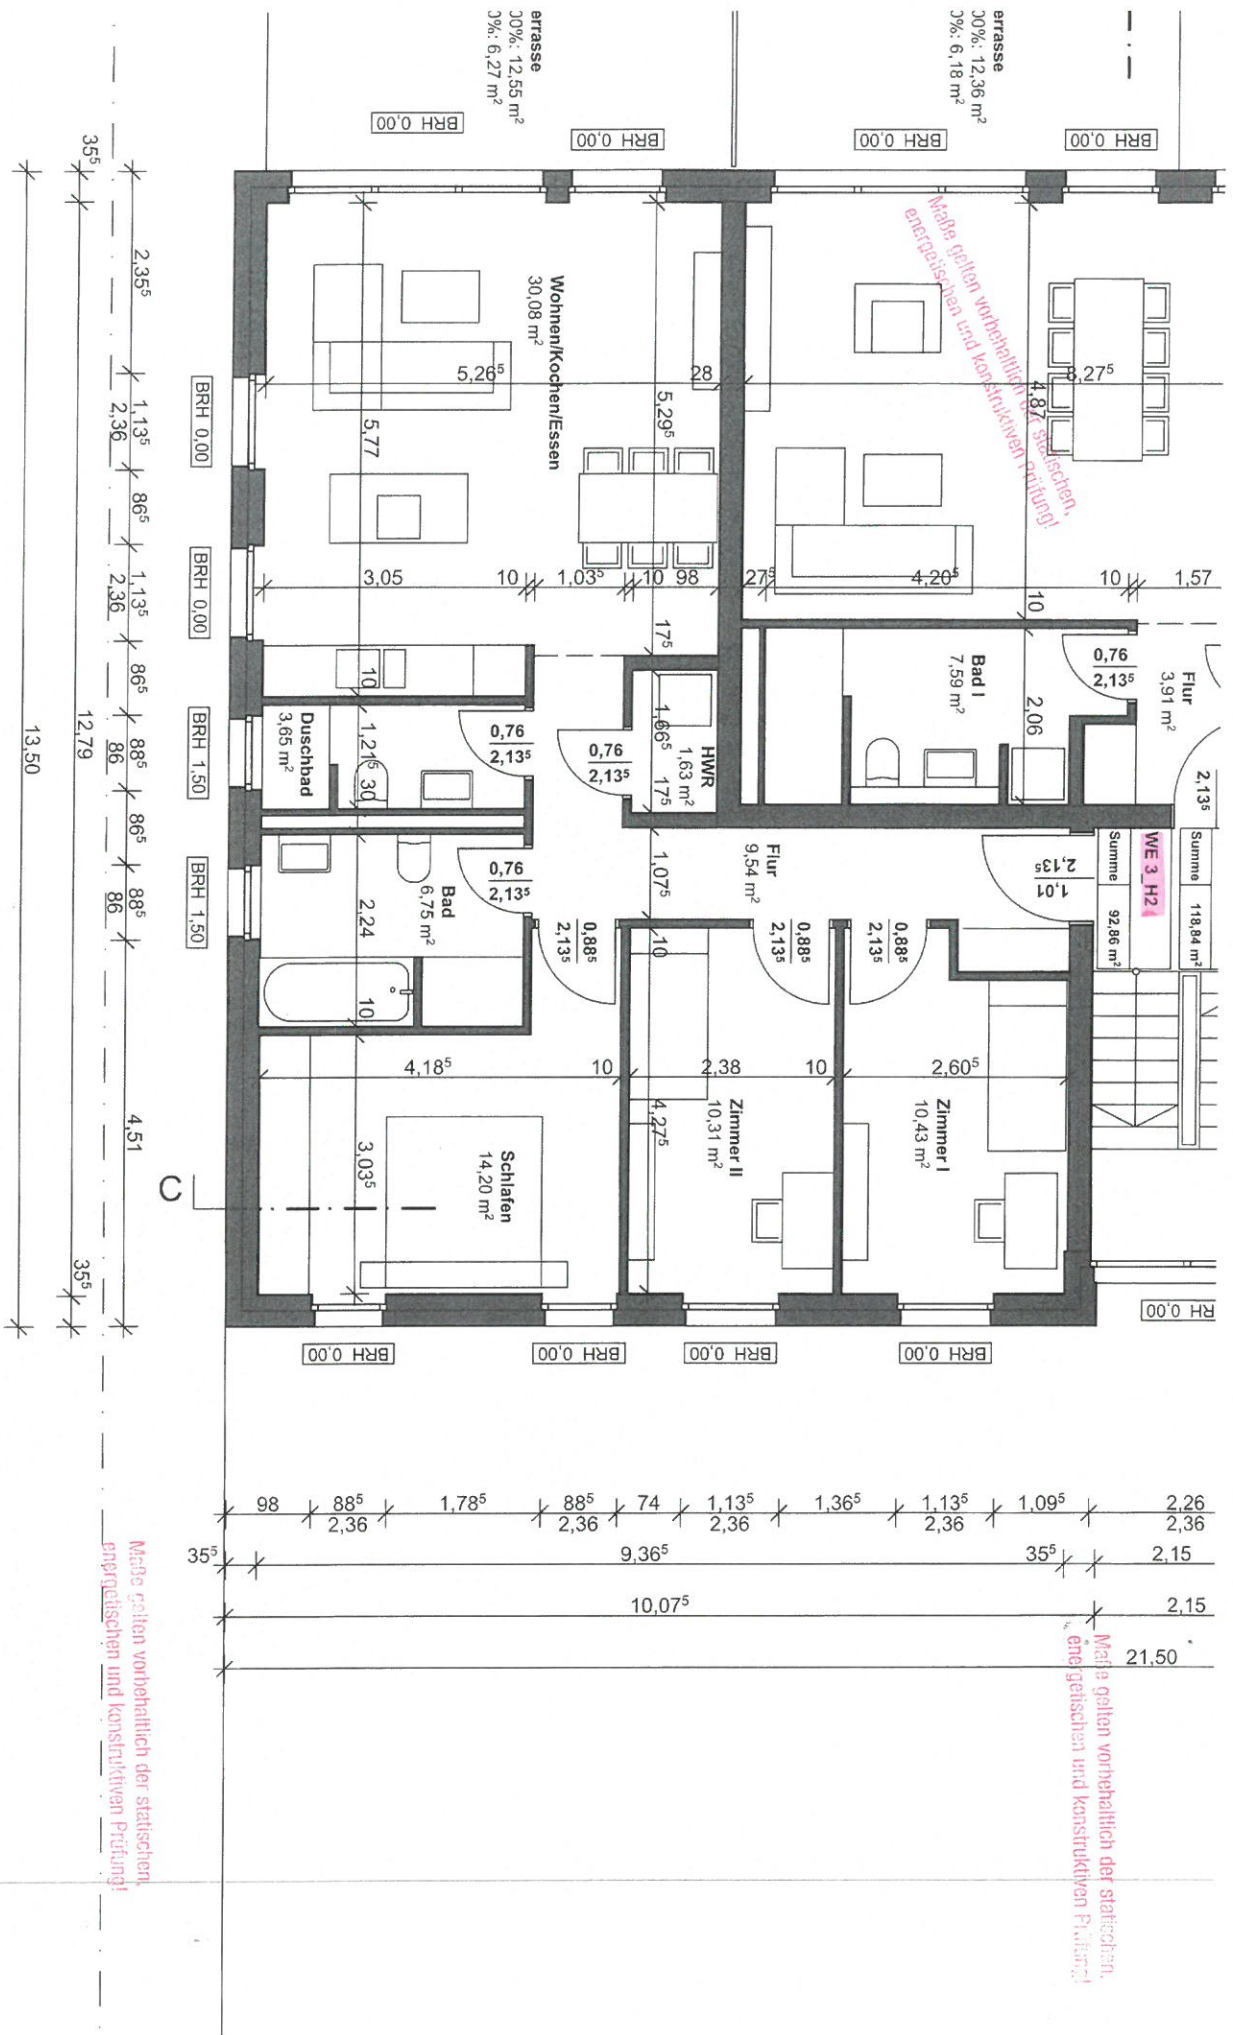 errasse
00%: 12,55 m²
0%: 6,27 m²
errasse
00%: 12,36 m²
0%: 6,18 m²
BRH 0,00
BRH 0,00
BRH 0,00
BRH 0,00
Maße gelten vorbehaltlich der statischen,
energetischen und konstruktiven Prüfung!
Wohnen/Kochen/Essen
30,08 m²
5,26⁵
28
8,27⁵
5,77
5,29⁵
4,87
3,05
10
1,03⁵
10
98
27⁵
4,20⁵
10
1,57
10
17⁵
10
Bad I
7,59 m²
2,06
0,76
2,13⁵
Flur
3,91 m²
2,13⁵
Duschbad
3,65 m²
1,21⁵
30
0,76
2,13⁵
0,76
2,13⁵
HWR
1,63 m²
1,66⁵
17⁵
Bad
6,75 m²
2,24
10
0,76
2,13⁵
Flur
9,54 m²
1,07⁵
1,01
2,13⁵
Summe
118,84 m²
WE 3_H2
Summe
92,86 m²
0,88⁵
2,13⁵
0,88⁵
2,13⁵
0,88⁵
2,13⁵
10
4,18⁵
10
2,38
10
2,60⁵
Schlafen
14,20 m²
3,03⁵
Zimmer II
10,31 m²
4,27⁵
Zimmer I
10,43 m²
C
BRH 0,00
BRH 0,00
BRH 1,50
BRH 1,50
35⁵
2,35⁵
1,13⁵
2,36
86⁵
1,13⁵
2,36
86⁵
88⁵
86
86⁵
88⁵
86
4,51
35⁵
12,79
13,50
BRH 0,00
BRH 0,00
BRH 0,00
BRH 0,00
RH 0,00
98
88⁵
2,36
1,78⁵
88⁵
2,36
74
1,13⁵
2,36
1,36⁵
1,13⁵
2,36
1,09⁵
2,26
2,36
35⁵
9,36⁵
35⁵
2,15
10,07⁵
2,15
21,50
Maße gelten vorbehaltlich der statischen,
energetischen und konstruktiven Prüfung!
Maße gelten vorbehaltlich der statischen,
energetischen und konstruktiven Prüfung!